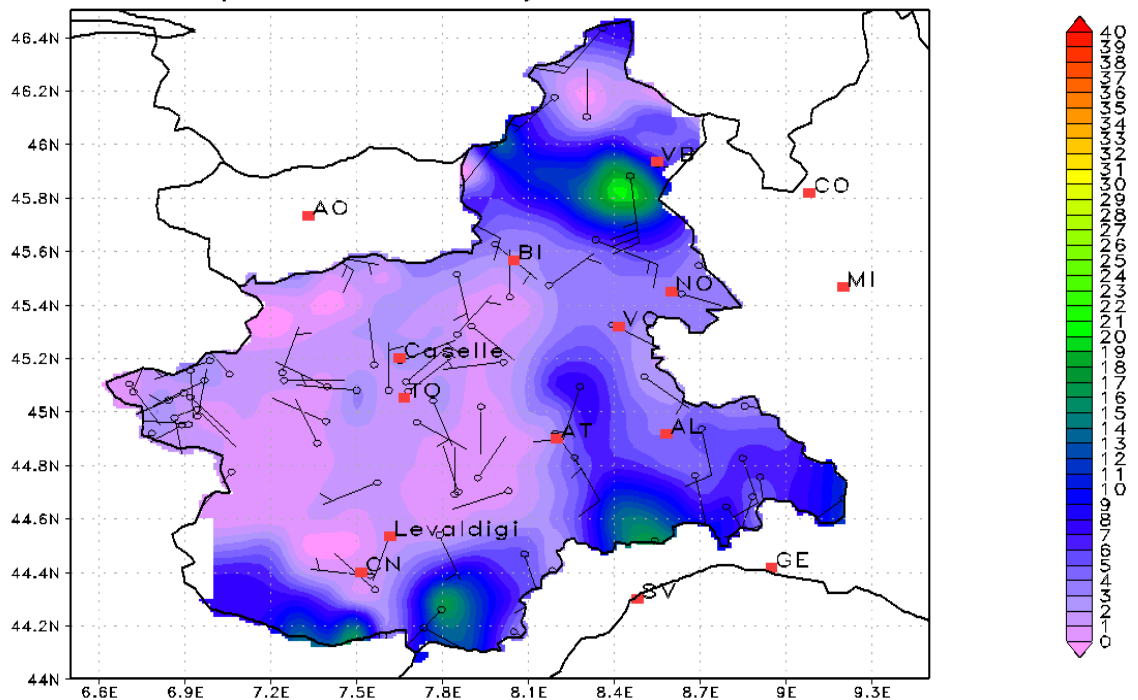 46.4N
46.2N
46N
45.8N
45.6N
45.4N
45.2N
45N
44.8N
44.6N
44.4N
44.2N
44N
6.6E 6.9E 7.2E 7.5E 7.8E 8.1E 8.4E 8.7E 9E 9.3E
VB
CO
AO
BI
MI
NO
VC
Caselle
TO
AT
AL
Levaldigi
CN
GE
SV
40
39
38
37
36
35
34
33
32
31
30
29
28
27
26
25
24
23
22
21
20
19
18
17
16
15
14
13
12
11
10
9
8
7
6
5
4
3
2
1
0